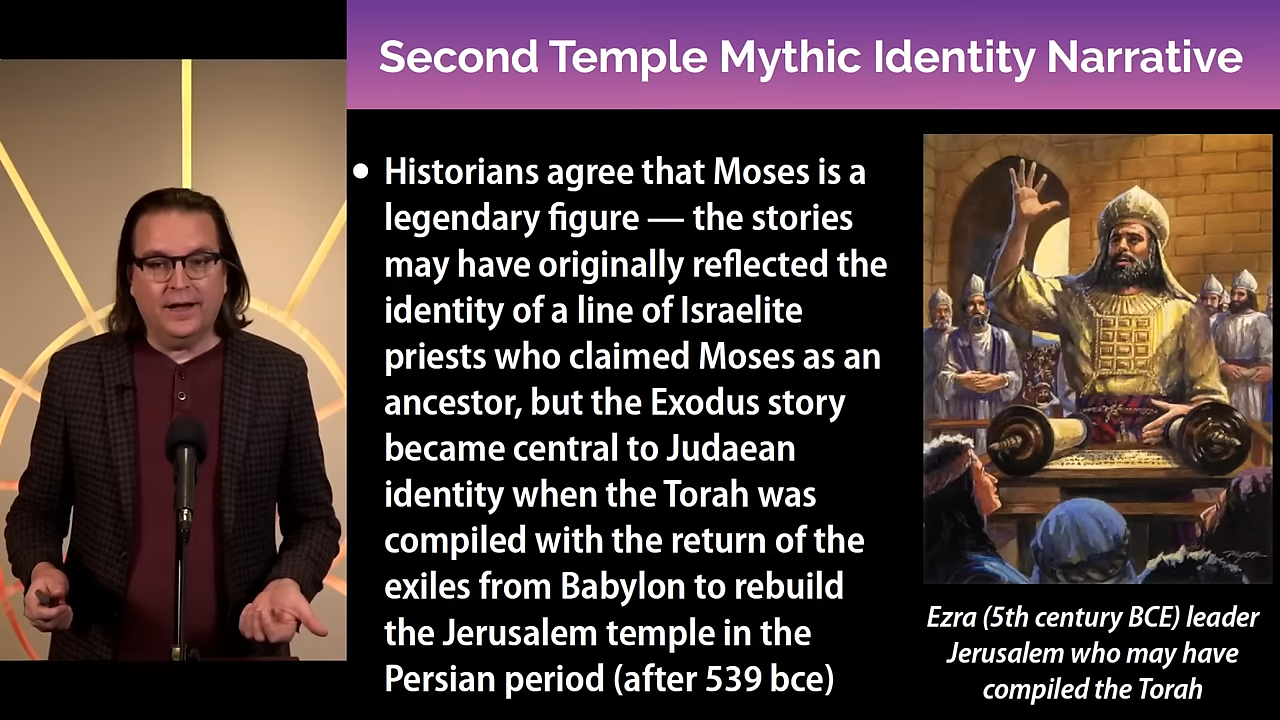 Second Temple Mythic Identity Narrative
• Historians agree that Moses is a
legendary figure — the stories
may have originally reflected the
identity of a line of Israelite
priests who claimed Moses as an
ancestor, but the Exodus story
became central to Judaean
identity when the Torah was
compiled with the return of the
exiles from Babylon to rebuild
the Jerusalem temple in the
Persian period (after 539 bce)
Ezra (5th century BCE) leader
Jerusalem who may have
compiled the Torah